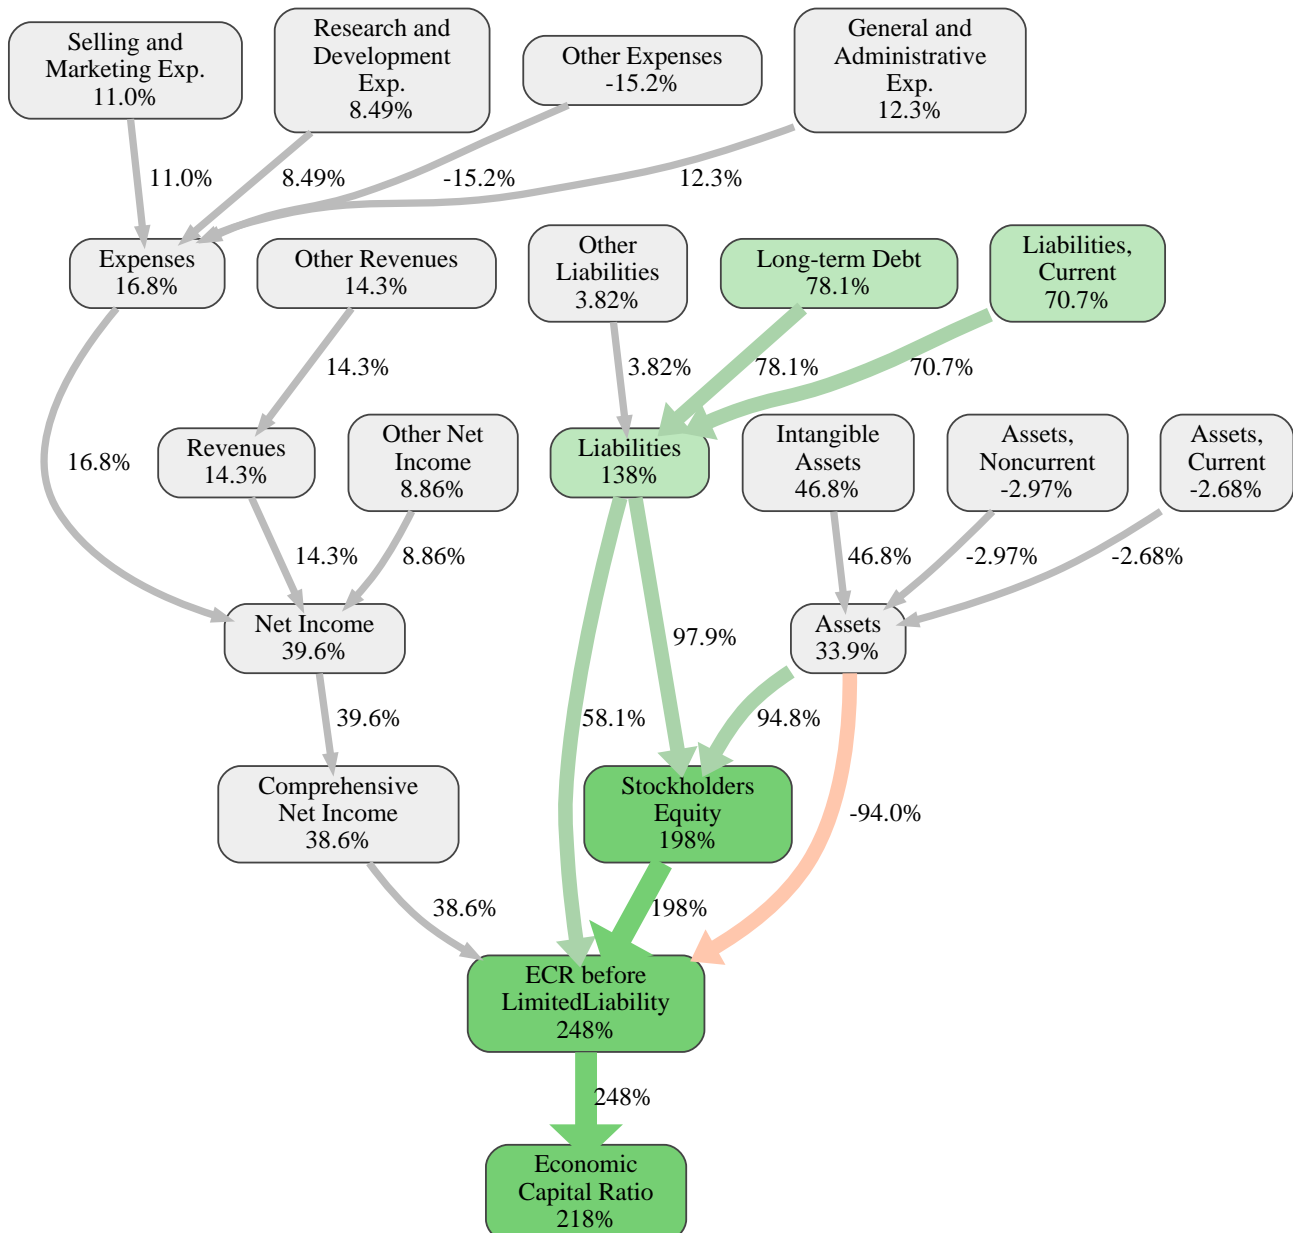 Selling and
Marketing Exp.
11.0%
Research and
Development
Exp.
8.49%
Other Expenses
-15.2%
General and
Administrative
Exp.
12.3%
11.0%
8.49%
-15.2%
12.3%
Expenses
16.8%
Other Revenues
14.3%
Other
Liabilities
3.82%
Long-term Debt
78.1%
Liabilities,
Current
70.7%
14.3%
3.82%
78.1%
70.7%
16.8%
Revenues
14.3%
Other Net
Income
8.86%
Liabilities
138%
Intangible
Assets
46.8%
Assets,
Noncurrent
-2.97%
Assets,
Current
-2.68%
14.3%
8.86%
46.8%
-2.97%
-2.68%
Net Income
39.6%
97.9%
Assets
33.9%
39.6%
58.1%
94.8%
Comprehensive
Net Income
38.6%
Stockholders
Equity
198%
-94.0%
38.6%
198%
ECR before
LimitedLiability
248%
248%
Economic
Capital Ratio
218%